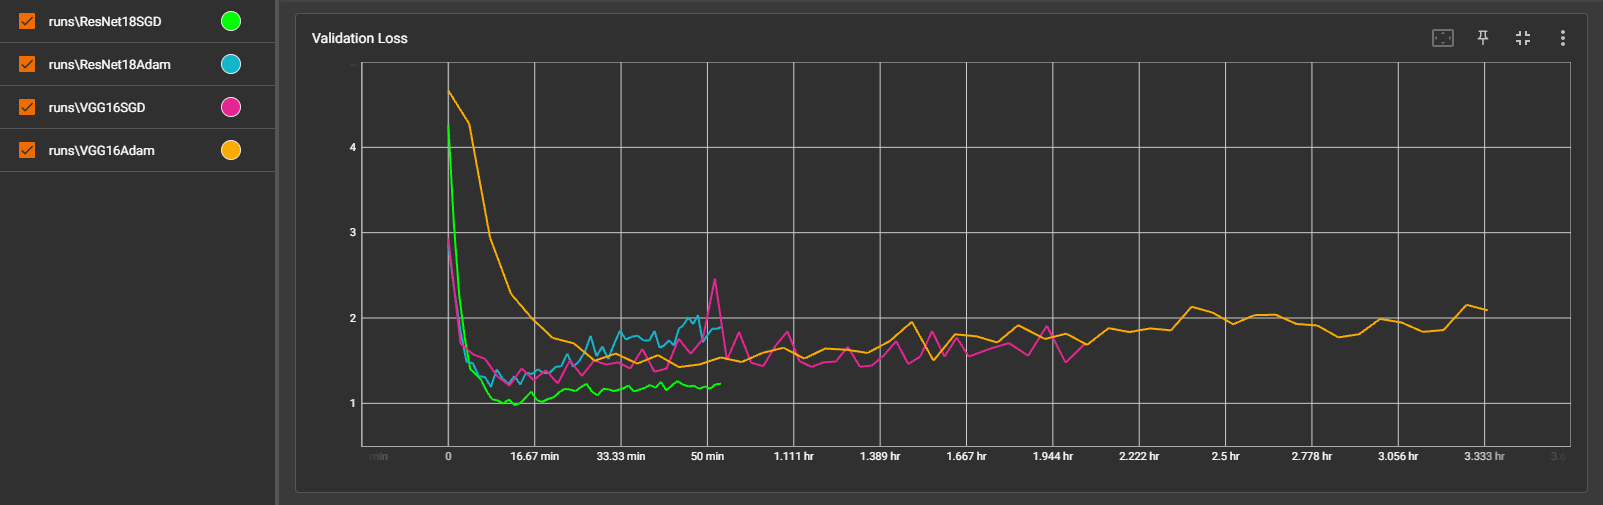 runs\ResNet18SGD
runs\ResNet18Adam
runs\VGG16SGD
runs\VGG16Adam
Validation Loss
4
3
2
1
min 0 16.67 min 33.33 min 50 min 1.111 hr 1.389 hr 1.667 hr 1.944 hr 2.222 hr 2.5 hr 2.778 hr 3.056 hr 3.333 hr